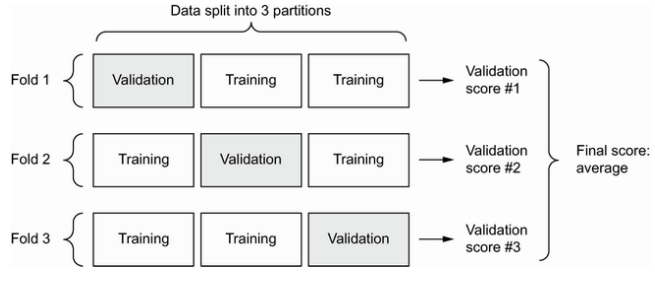 Data split into 3 partitions
Fold 1
Validation
Training
Training
Validation
score #1
Fold 2
Training
Validation
Training
Validation
score #2
Final score:
average
Fold 3
Training
Training
Validation
Validation
score #3